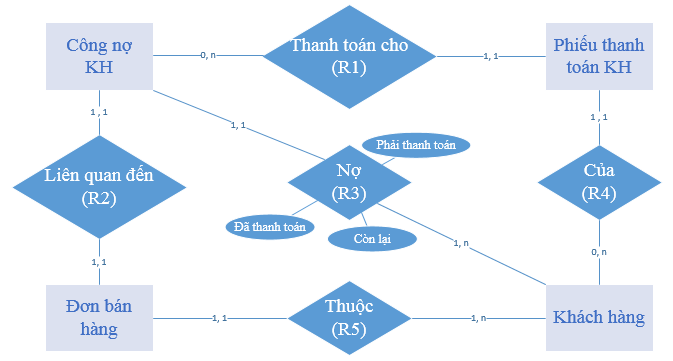 Công nợ
KH
0, n
Thanh toán cho
(R1)
1, 1
Phiếu thanh
toán KH
1 , 1
1, 1
1 , 1
Liên quan đến
(R2)
Phải thanh toán
Nợ
(R3)
Của
(R4)
Đã thanh toán
Còn lại
1, n
1, 1
0, n
Đơn bán
hàng
1, 1
Thuộc
(R5)
1, n
Khách hàng